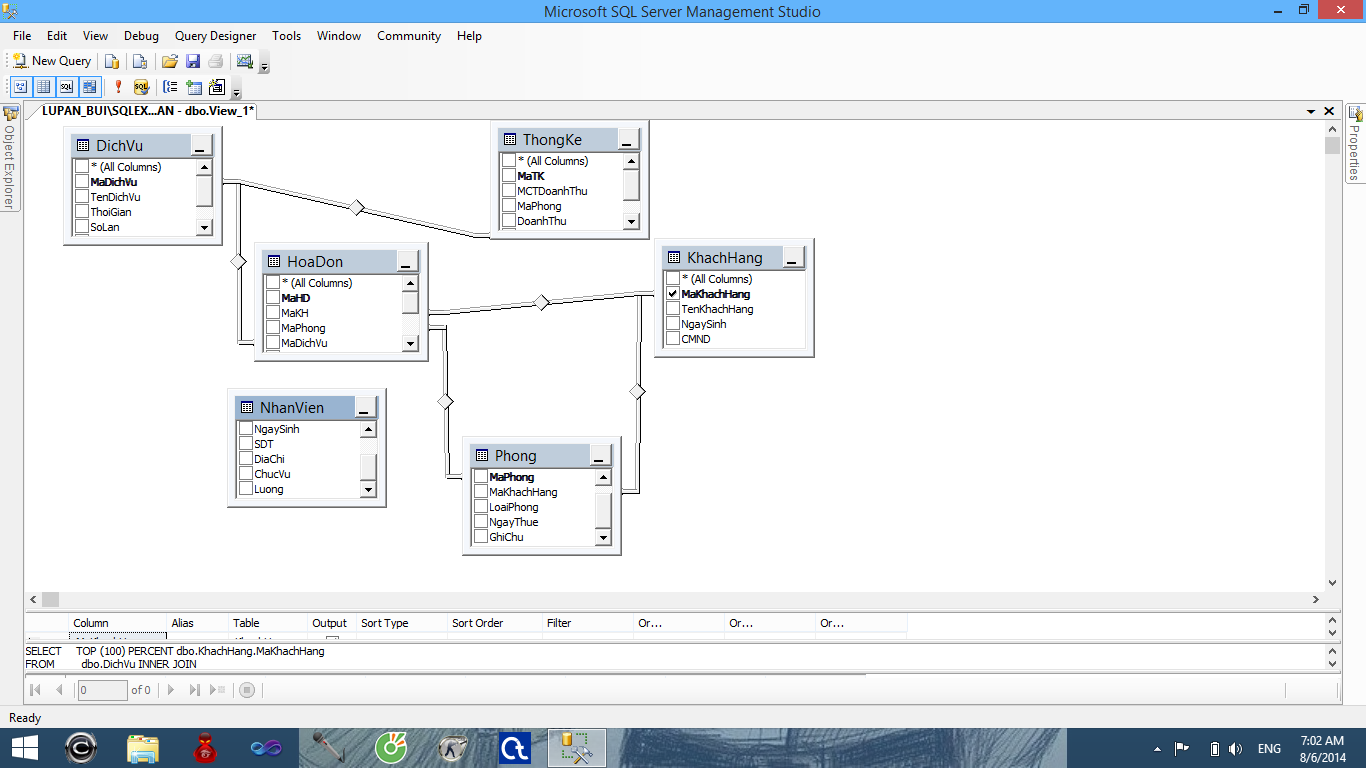 Microsoft SQL Server Management Studio
File Edit View Debug Query Designer Tools Window Community Help
New Query
LUPAN_BUI\SQLEX...AN - dbo.View_1*
Object Explorer
Properties
DichVu
* (All Columns)
MaDichVu
TenDichVu
ThoiGian
SoLan
ThongKe
* (All Columns)
MaTK
MCTDoanhThu
MaPhong
DoanhThu
HoaDon
* (All Columns)
MaHD
MaKH
MaPhong
MaDichVu
KhachHang
* (All Columns)
MaKhachHang
TenKhachHang
NgaySinh
CMND
NhanVien
NgaySinh
SDT
DiaChi
ChucVu
Luong
Phong
MaPhong
MaKhachHang
LoaiPhong
NgayThue
GhiChu
Column Alias Table Output Sort Type Sort Order Filter Or... Or... Or...
SELECT TOP (100) PERCENT dbo.KhachHang.MaKhachHang
FROM dbo.DichVu INNER JOIN
0 of 0
Ready
ENG
7:02 AM
8/6/2014